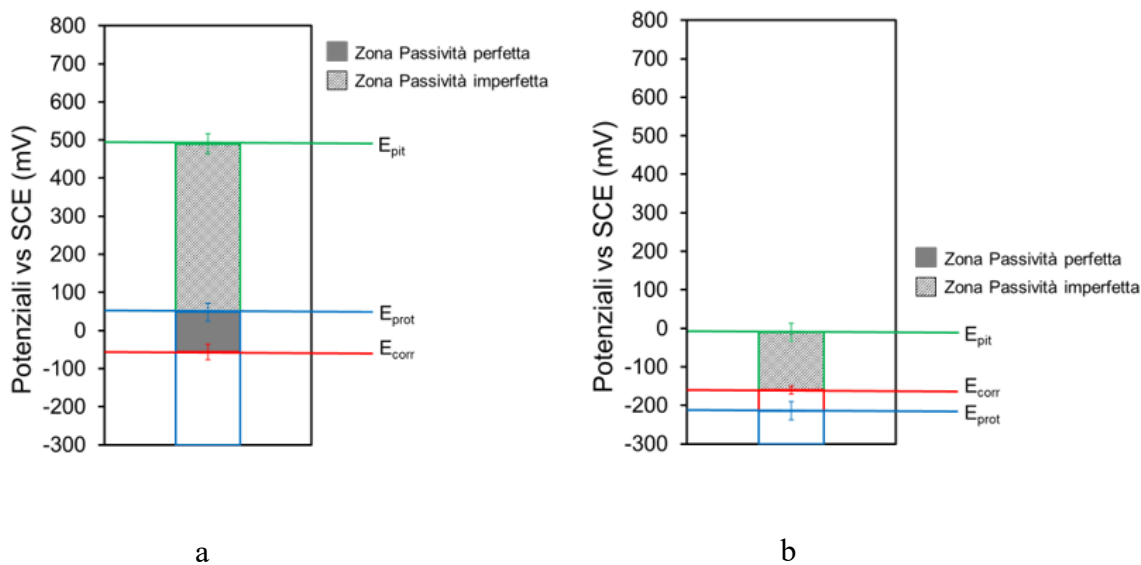 800
700
600
500
400
300
200
100
0
-100
-200
-300
Potenziali vs SCE (mV)
Zona Passività perfetta
Zona Passività imperfetta
Epit
Eprot
Ecorr
a
800
700
600
500
400
300
200
100
0
-100
-200
-300
Potenziali vs SCE (mV)
Zona Passività perfetta
Zona Passività imperfetta
Epit
Ecorr
Eprot
b